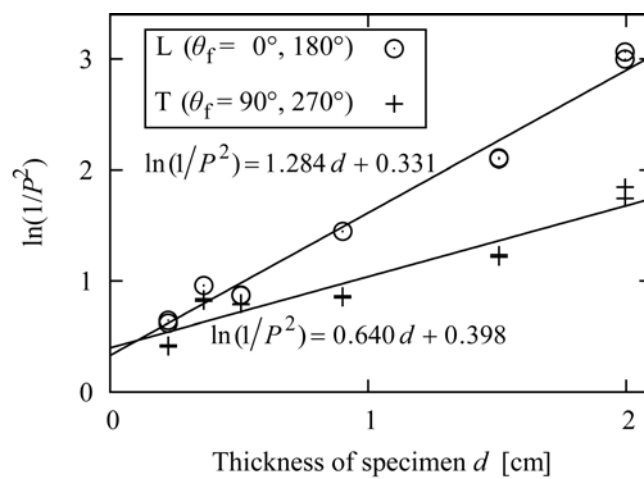 3
L (θf = 0°, 180°)
T (θf = 90°, 270°)
ln(1/P²) = 1.284 d + 0.331
2
ln(1/P²)
1
ln(1/P²) = 0.640 d + 0.398
0
0 1 2
Thickness of specimen d [cm]